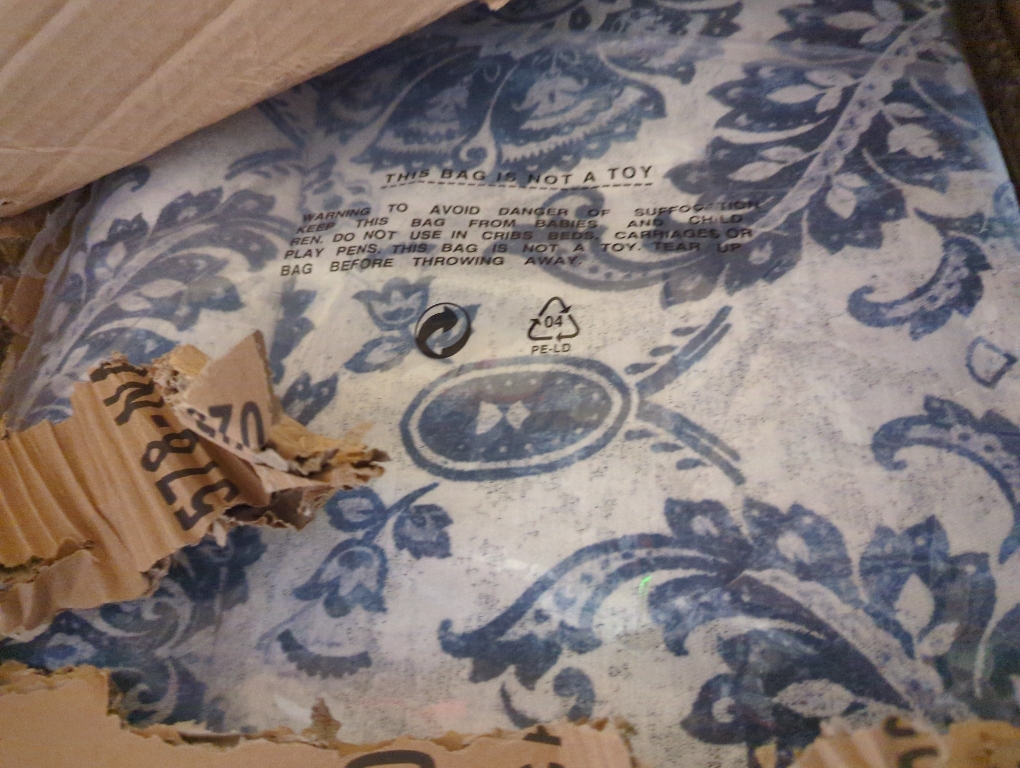 THIS BAG IS NOT A TOY
WARNING TO AVOID DANGER OF SUFFOCATION
KEEP THIS BAG FROM BABIES AND CHILD
REN. DO NOT USE IN CRIBS BEDS. CARRIAGES OR
PLAY PENS. THIS BAG IS NOT A TOY. TEAR UP
BAG BEFORE THROWING AWAY.
04
PE-LD
578-